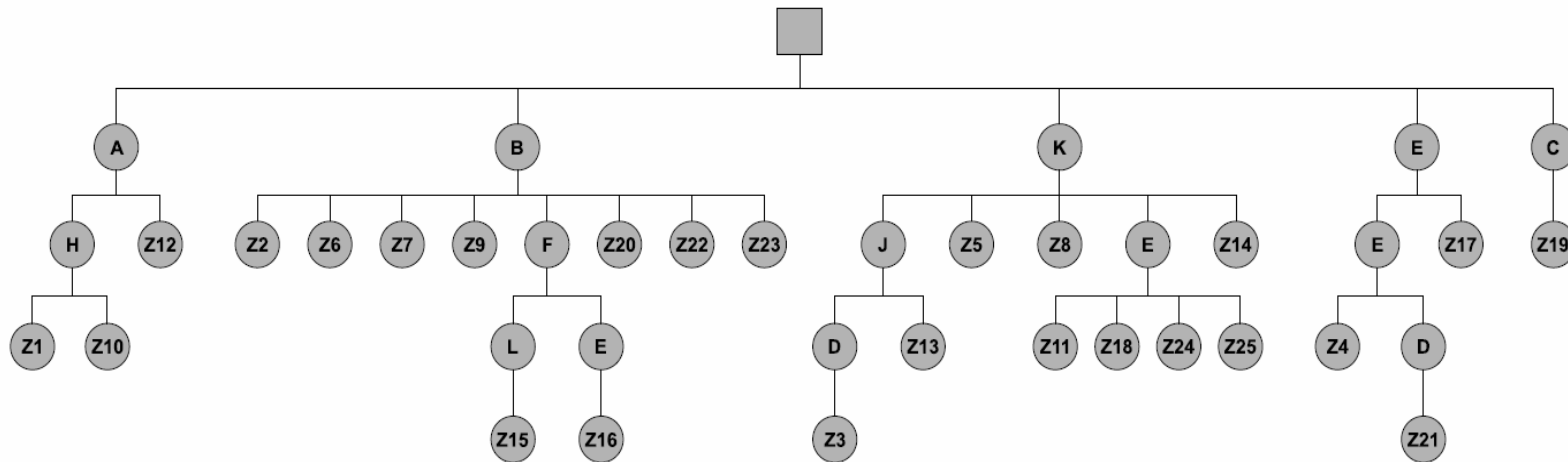 A B K E C
H Z12 Z2 Z6 Z7 Z9 F Z20 Z22 Z23 J Z5 Z8 E Z14 E Z17 Z19
Z1 Z10 L E D Z13 Z11 Z18 Z24 Z25 Z4 D
Z15 Z16 Z3 Z21